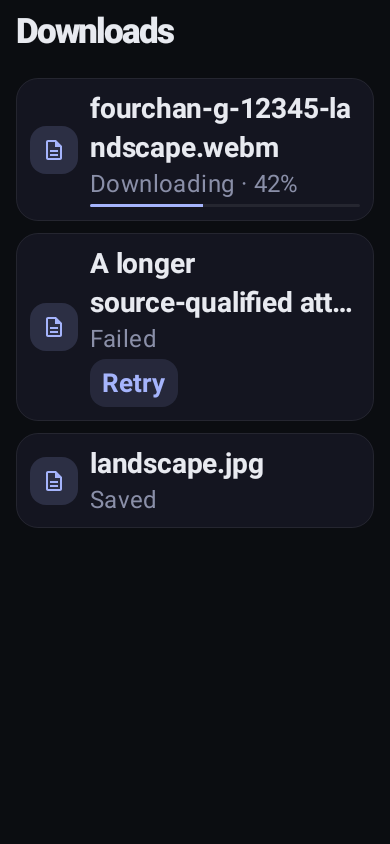 Downloads
fourchan-g-12345-la
ndscape.webm
Downloading · 42%
A longer
source-qualified att…
Failed
Retry
landscape.jpg
Saved